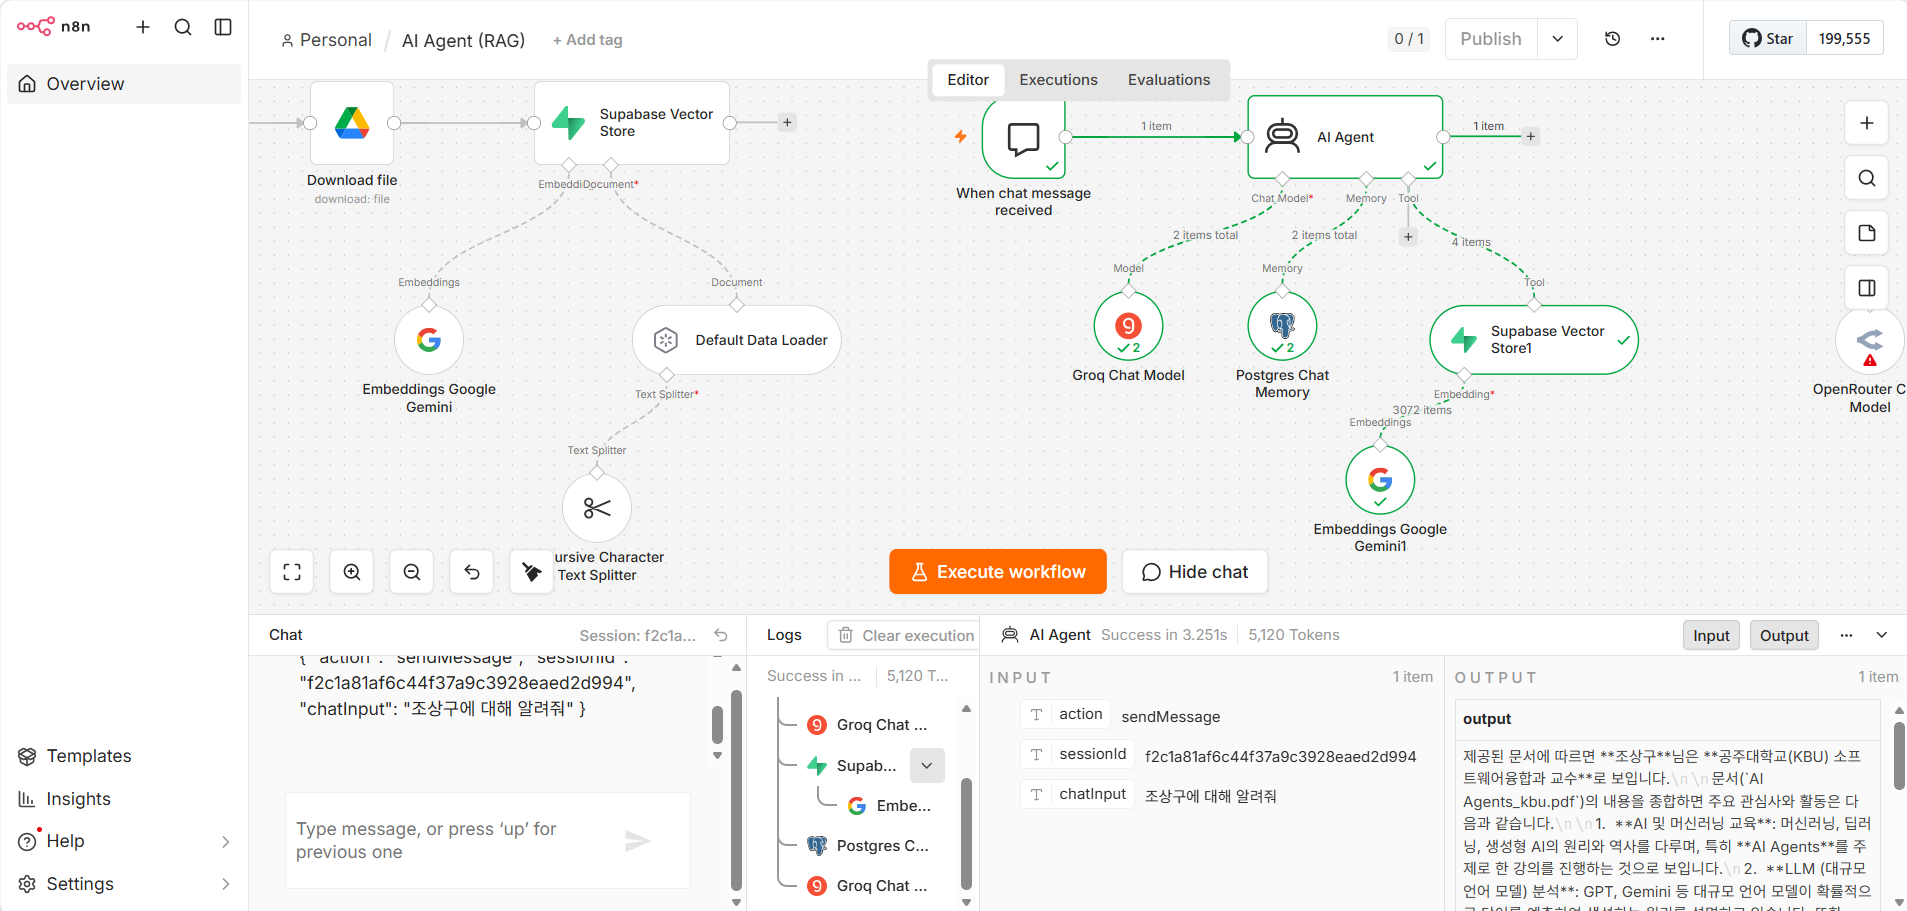 n8n
Overview
Templates
Insights
Help
Settings
Personal / AI Agent (RAG) + Add tag
0 / 1
Publish
Star 199,555
Editor Executions Evaluations
Download file
download: file
Supabase Vector
Store
Embeddi
Document*
Embeddings
Document
Embeddings Google
Gemini
Default Data Loader
Text Splitter*
Text Splitter
ursive Character
Text Splitter
When chat message
received
1 item
AI Agent
1 item
Chat Model*
Memory
Tool
2 items total
2 items total
4 items
Model
Memory
Tool
2
Groq Chat Model
2
Postgres Chat
Memory
Supabase Vector
Store1
Embedding*
3072 items
Embeddings
Embeddings Google
Gemini1
OpenRouter C
Model
Execute workflow
Hide chat
Chat
Session: f2c1a...
{ "action": "sendMessage", "sessionId":
"f2c1a81af6c44f37a9c3928eaed2d994",
"chatInput": "조상구에 대해 알려줘" }
Type message, or press ‘up’ for
previous one
Logs
Clear execution
Success in ...
5,120 T...
Groq Chat ...
Supab...
Embe...
Postgres C...
Groq Chat ...
AI Agent Success in 3.251s 5,120 Tokens
Input Output
INPUT
1 item
T action sendMessage
T sessionId f2c1a81af6c44f37a9c3928eaed2d994
T chatInput 조상구에 대해 알려줘
OUTPUT
1 item
output
제공된 문서에 따르면 **조상구**님은 **공주대학교(KBU) 소프
트웨어융합과 교수**로 보입니다.\n\n문서(`AI
Agents_kbu.pdf`)의 내용을 종합하면 주요 관심사와 활동은 다
음과 같습니다.\n\n1. **AI 및 머신러닝 교육**: 머신러닝, 딥러
닝, 생성형 AI의 원리와 역사를 다루며, 특히 **AI Agents**를 주
제로 한 강의를 진행하는 것으로 보입니다.\n2. **LLM (대규모
언어 모델) 분석**: GPT, Gemini 등 대규모 언어 모델이 확률적으